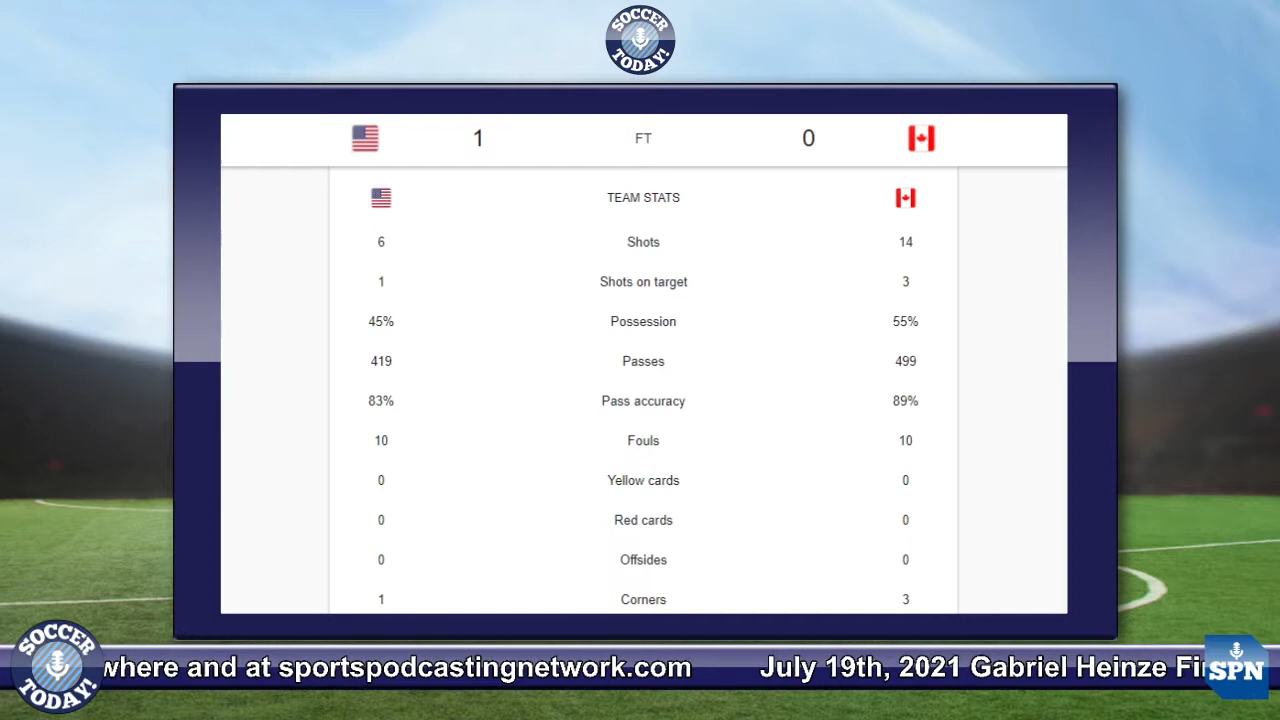 SOCCER
TODAY!
1 FT 0
TEAM STATS
6 Shots 14
1 Shots on target 3
45% Possession 55%
419 Passes 499
83% Pass accuracy 89%
10 Fouls 10
0 Yellow cards 0
0 Red cards 0
0 Offsides 0
1 Corners 3
SOCCER
TODAY!
where and at sportspodcastingnetwork.com July 19th, 2021 Gabriel Heinze Fi
SPN